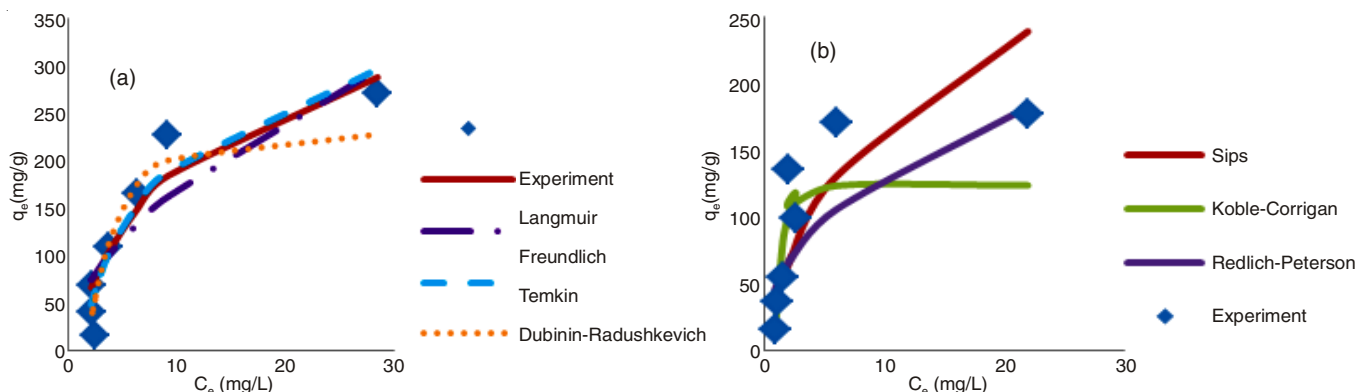 (a)
qe(mg/g)
350
300
250
200
150
100
50
0
0
10
20
30
Ce (mg/L)
Experiment
Langmuir
Freundlich
Temkin
Dubinin-Radushkevich
(b)
qe(mg/g)
250
200
150
100
50
0
0
10
20
30
Ce (mg/L)
Sips
Koble-Corrigan
Redlich-Peterson
Experiment